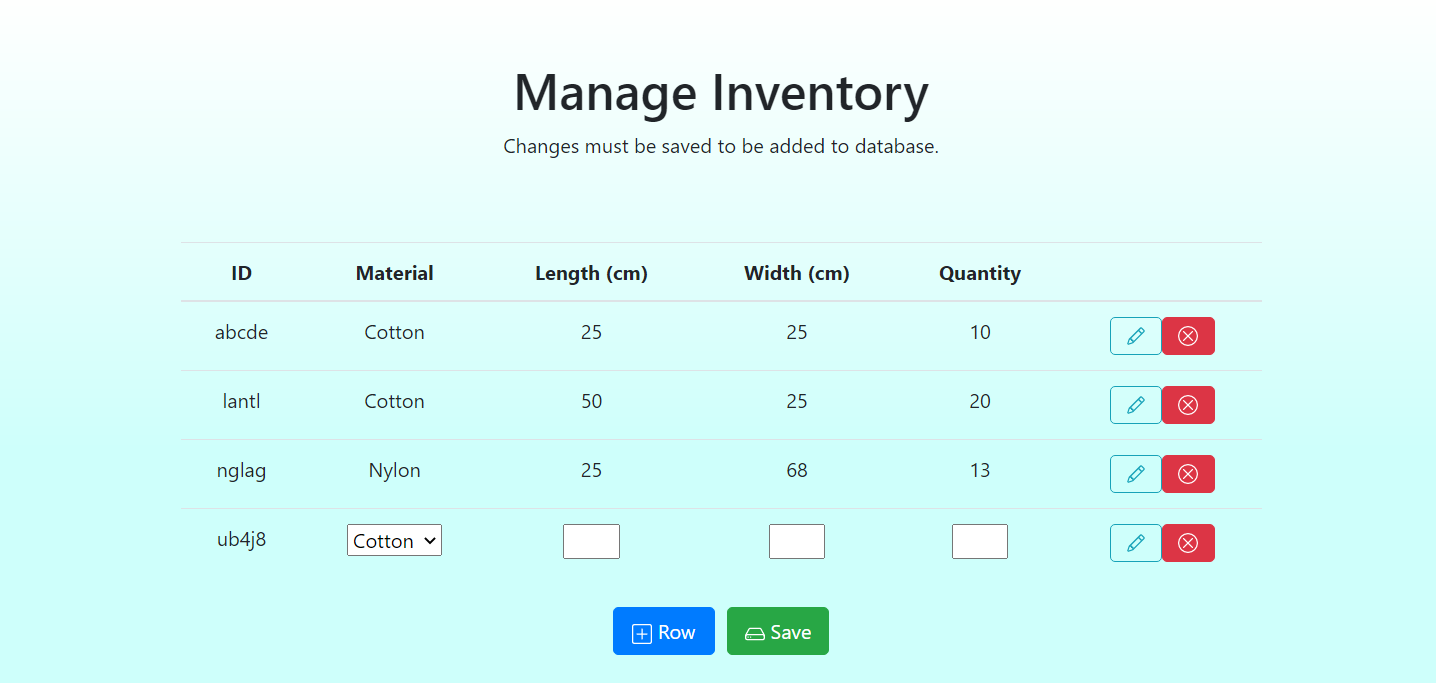 Manage Inventory
Changes must be saved to be added to database.
ID Material Length (cm) Width (cm) Quantity
abcde Cotton 25 25 10
lantl Cotton 50 25 20
nglag Nylon 25 68 13
ub4j8 Cotton
Row Save